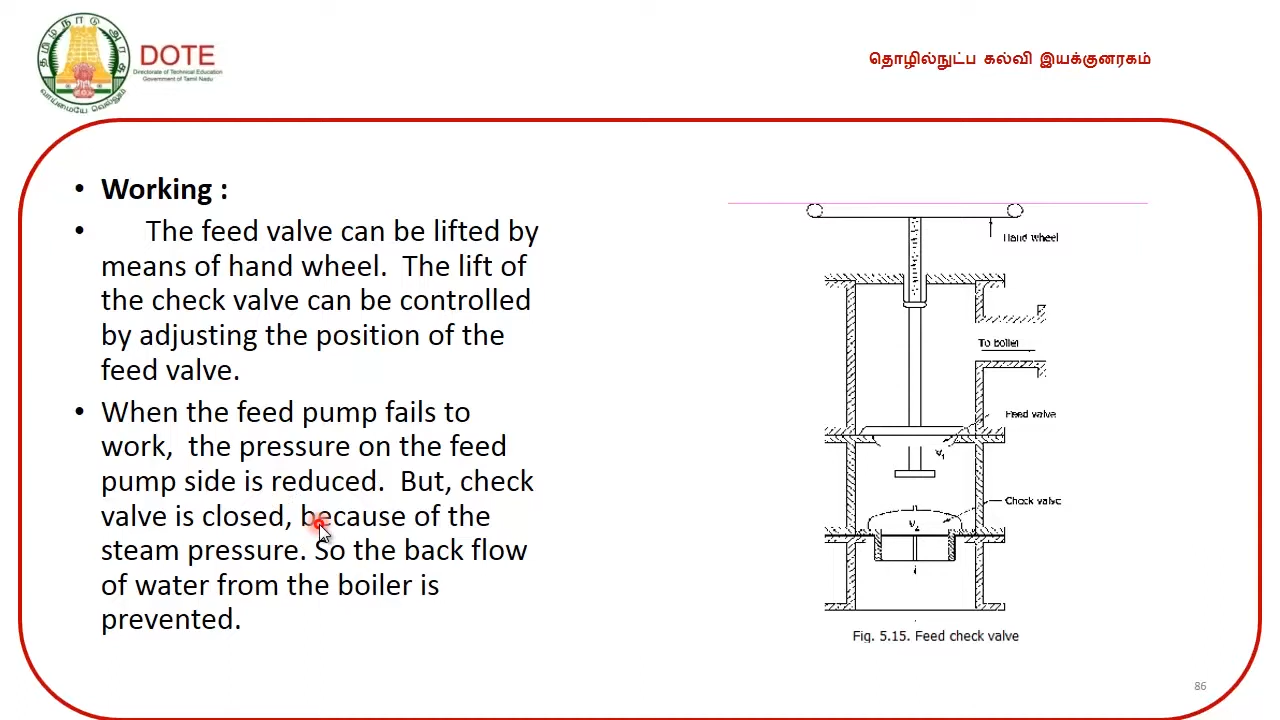 DOTE
Directorate of Technical Education
Government of Tamil Nadu
தொழில்நுட்ப கல்வி இயக்குனரகம்
• Working :
• The feed valve can be lifted by
means of hand wheel. The lift of
the check valve can be controlled
by adjusting the position of the
feed valve.
• When the feed pump fails to
work, the pressure on the feed
pump side is reduced. But, check
valve is closed, because of the
steam pressure. So the back flow
of water from the boiler is
prevented.
Hand wheel
F
To boiler
Feed valve
V₁
Check valve
Fig. 5.15. Feed check valve
86